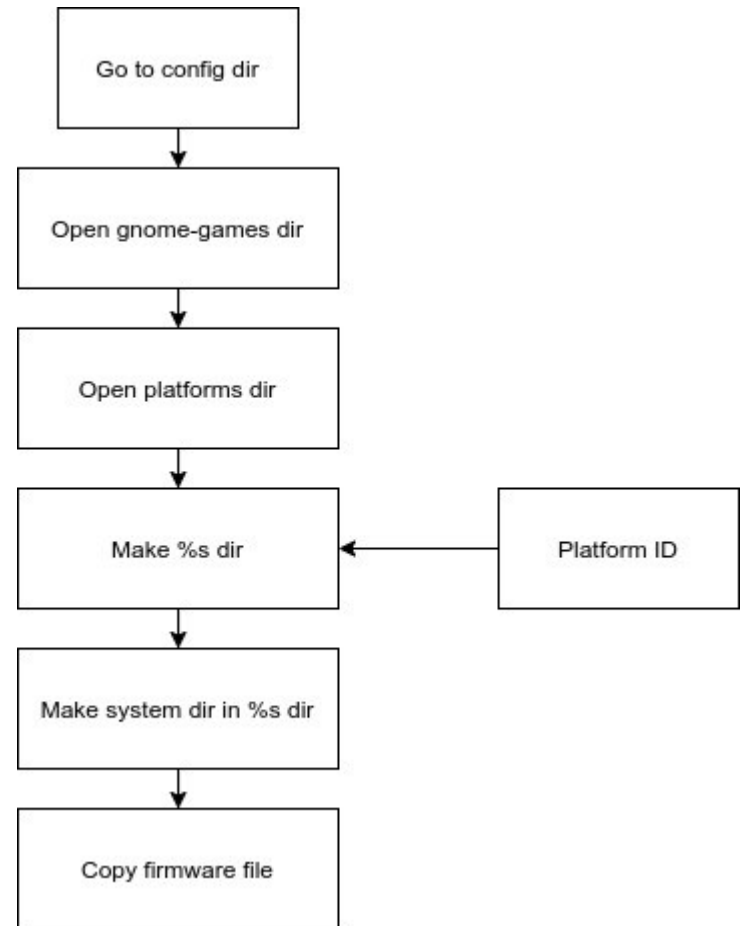 Go to config dir
Open gnome-games dir
Open platforms dir
Make %s dir
Platform ID
Make system dir in %s dir
Copy firmware file